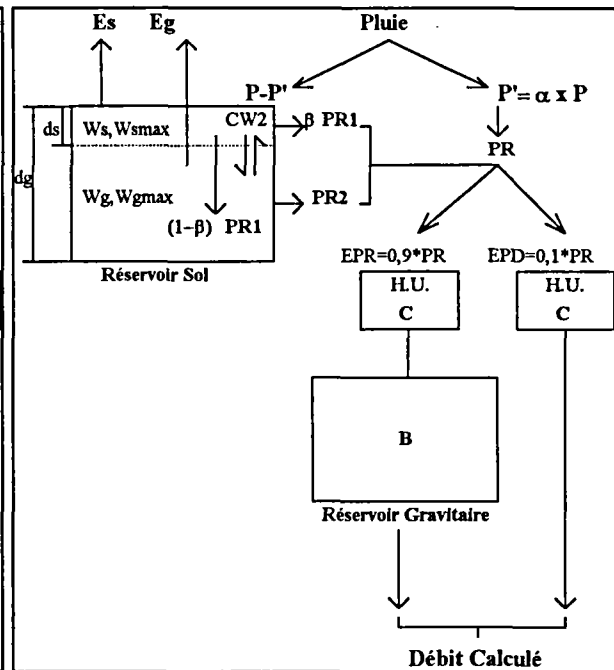 Es Eg Pluie
P-P' P'= α x P
ds Ws, Wsmax CW2 β PR1 PR
dg Wg, Wgmax PR2
(1-β) PR1
EPR=0,9*PR EPD=0,1*PR
Réservoir Sol H.U. H.U.
C C
B
Réservoir Gravitaire
Débit Calculé